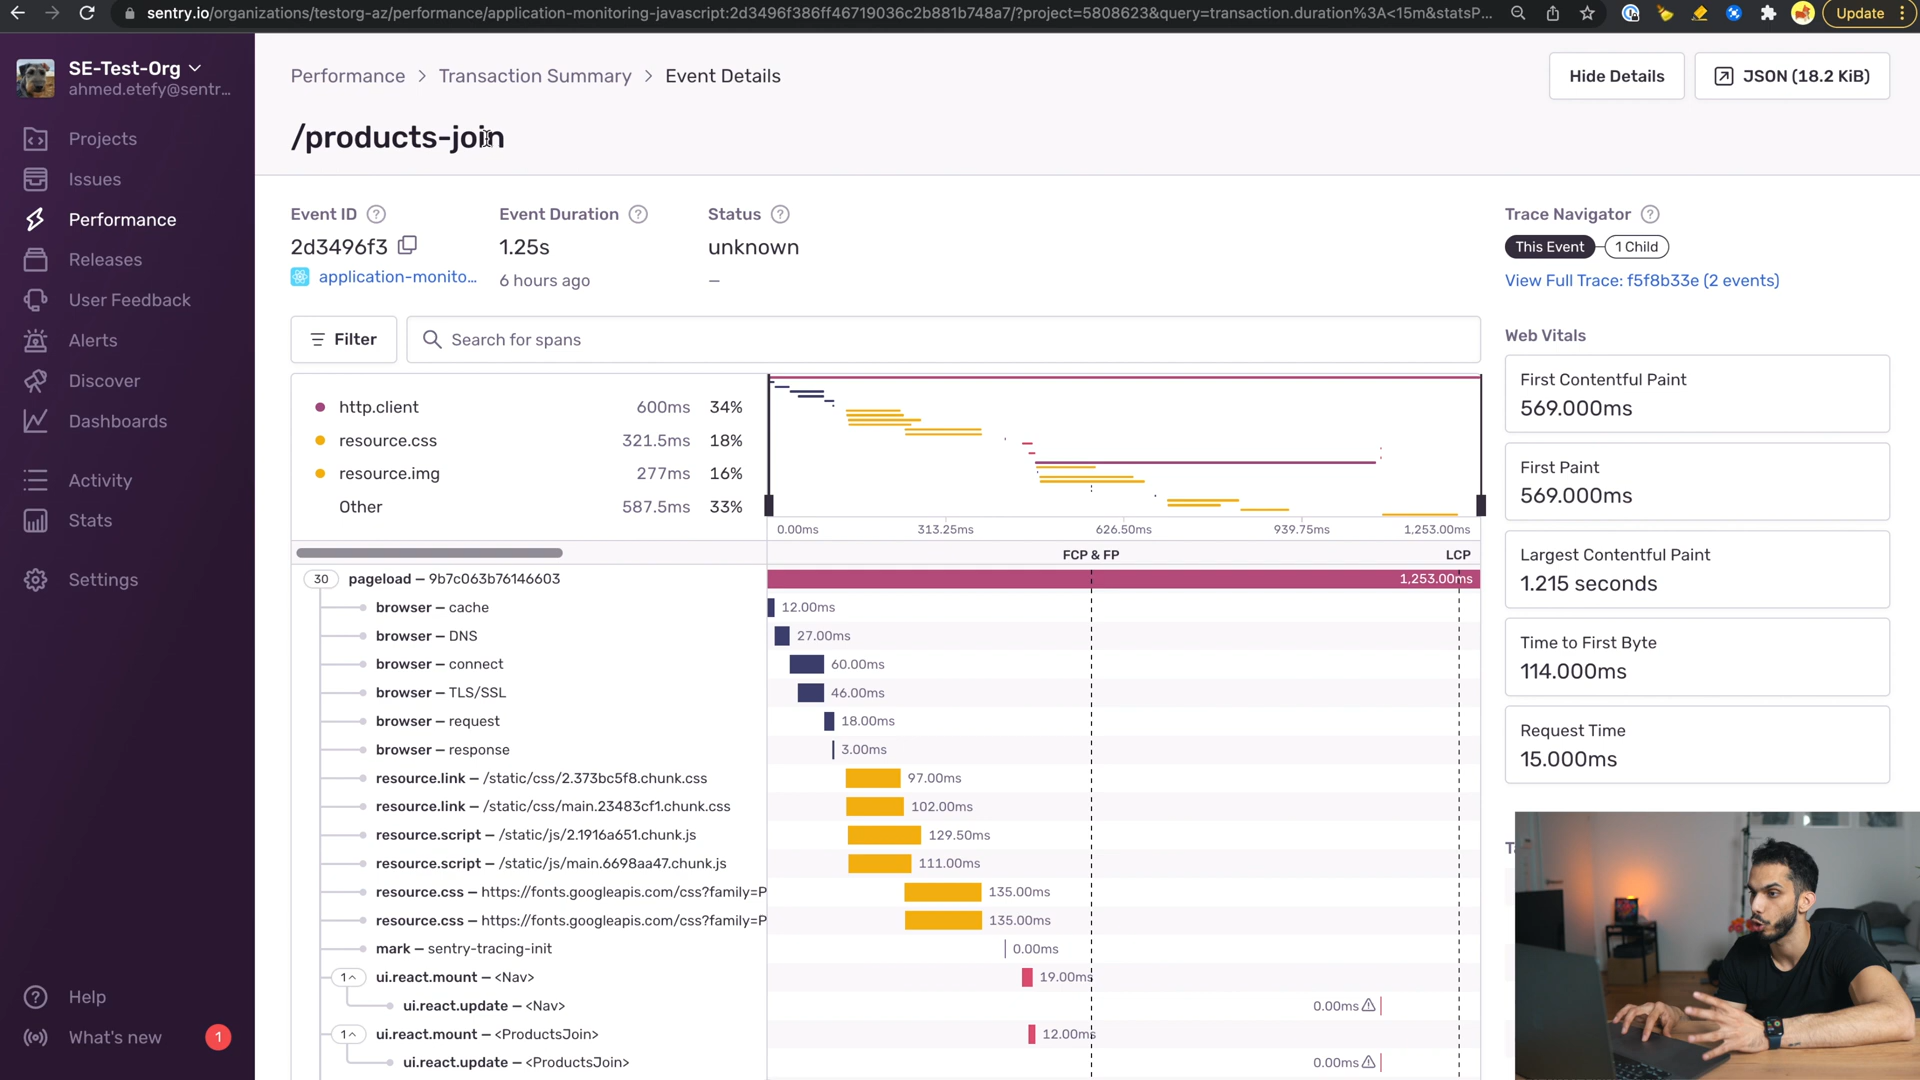 sentry.io/organizations/testorg-az/performance/application-monitoring-javascript:2d3496f386ff46719036c2b881b748a7/?project=5808623&query=transaction.duration%3A<15m&statsP...
Update
SE-Test-Org
ahmed.etefy@sentr...
Projects
Issues
Performance
Releases
User Feedback
Alerts
Discover
Dashboards
Activity
Stats
Settings
Help
What's new
1
Performance > Transaction Summary > Event Details
Hide Details
JSON (18.2 KiB)
/products-join
Event ID ?
2d3496f3
application-monito...
Event Duration ?
1.25s
6 hours ago
Status ?
unknown
—
Trace Navigator ?
This Event
1 Child
View Full Trace: f5f8b33e (2 events)
Filter
Search for spans
http.client 600ms 34%
resource.css 321.5ms 18%
resource.img 277ms 16%
Other 587.5ms 33%
0.00ms 313.25ms 626.50ms 939.75ms 1,253.00ms
FCP & FP LCP
30 pageload — 9b7c063b76146603 1,253.00ms
browser — cache 12.00ms
browser — DNS 27.00ms
browser — connect 60.00ms
browser — TLS/SSL 46.00ms
browser — request 18.00ms
browser — response 3.00ms
resource.link — /static/css/2.373bc5f8.chunk.css 97.00ms
resource.link — /static/css/main.23483cf1.chunk.css 102.00ms
resource.script — /static/js/2.1916a651.chunk.js 129.50ms
resource.script — /static/js/main.6698aa47.chunk.js 111.00ms
resource.css — https://fonts.googleapis.com/css?family=P 135.00ms
resource.css — https://fonts.googleapis.com/css?family=P 135.00ms
mark — sentry-tracing-init 0.00ms
1 ui.react.mount — <Nav> 19.00ms
ui.react.update — <Nav> 0.00ms
1 ui.react.mount — <ProductsJoin> 12.00ms
ui.react.update — <ProductsJoin> 0.00ms
Web Vitals
First Contentful Paint
569.000ms
First Paint
569.000ms
Largest Contentful Paint
1.215 seconds
Time to First Byte
114.000ms
Request Time
15.000ms